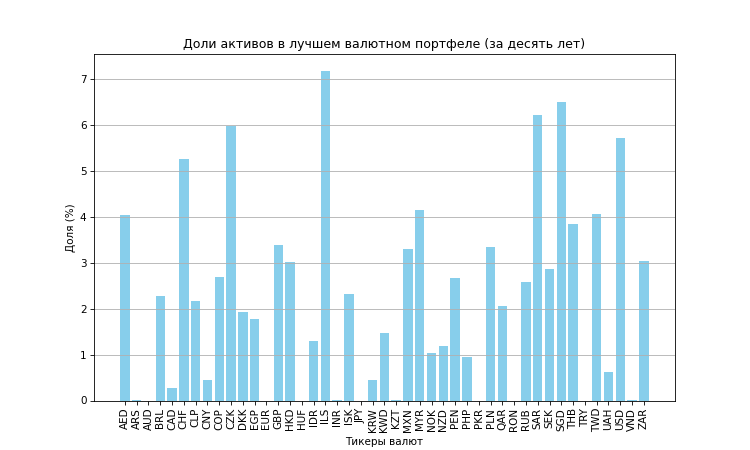 Доли активов в лучшем валютном портфеле (за десять лет)
Доля (%)
7
6
5
4
3
2
1
0
AED ARS AUD BRL CAD CHF CLP CNY COP CZK DKK EGP EUR GBP HKD HUF IDR ILS INR ISK JPY KRW KWD KZT MXN MYR NOK NZD PEN PHP PKR PLN QAR RON RUB SAR SEK SGD THB TRY TWD UAH USD VND ZAR
Тикеры валют